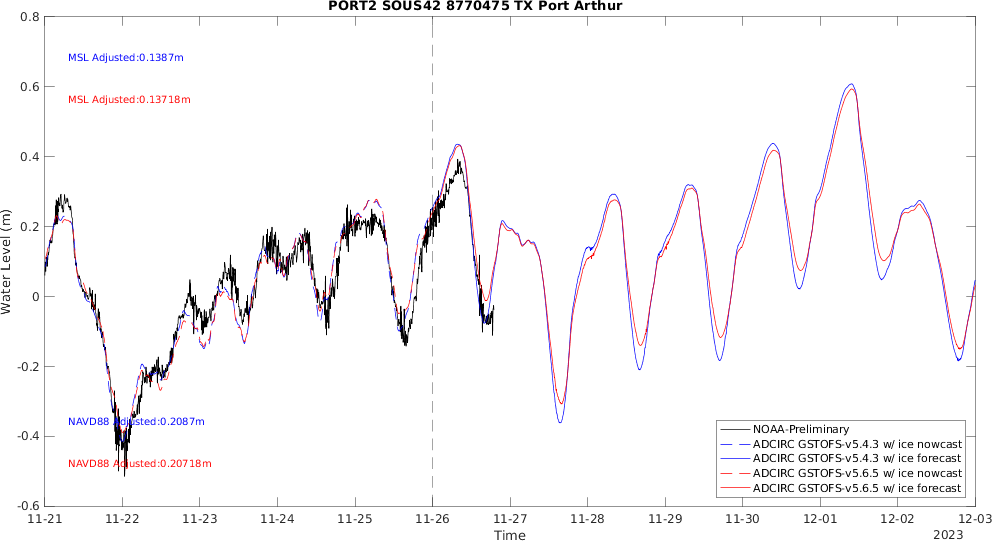 PORT2 SOUS42 8770475 TX Port Arthur
0.8
MSL Adjusted:0.1387m
0.6
MSL Adjusted:0.13718m
0.4
0.2
Water Level (m)
0
-0.2
NAVD88 Adjusted:0.2087m
NOAA-Preliminary
-0.4
ADCIRC GSTOFS-v5.4.3 w/ ice nowcast
ADCIRC GSTOFS-v5.4.3 w/ ice forecast
NAVD88 Adjusted:0.20718m
ADCIRC GSTOFS-v5.6.5 w/ ice nowcast
ADCIRC GSTOFS-v5.6.5 w/ ice forecast
-0.6
11-21 11-22 11-23 11-24 11-25 11-26 11-27 11-28 11-29 11-30 12-01 12-02 12-03
Time
2023